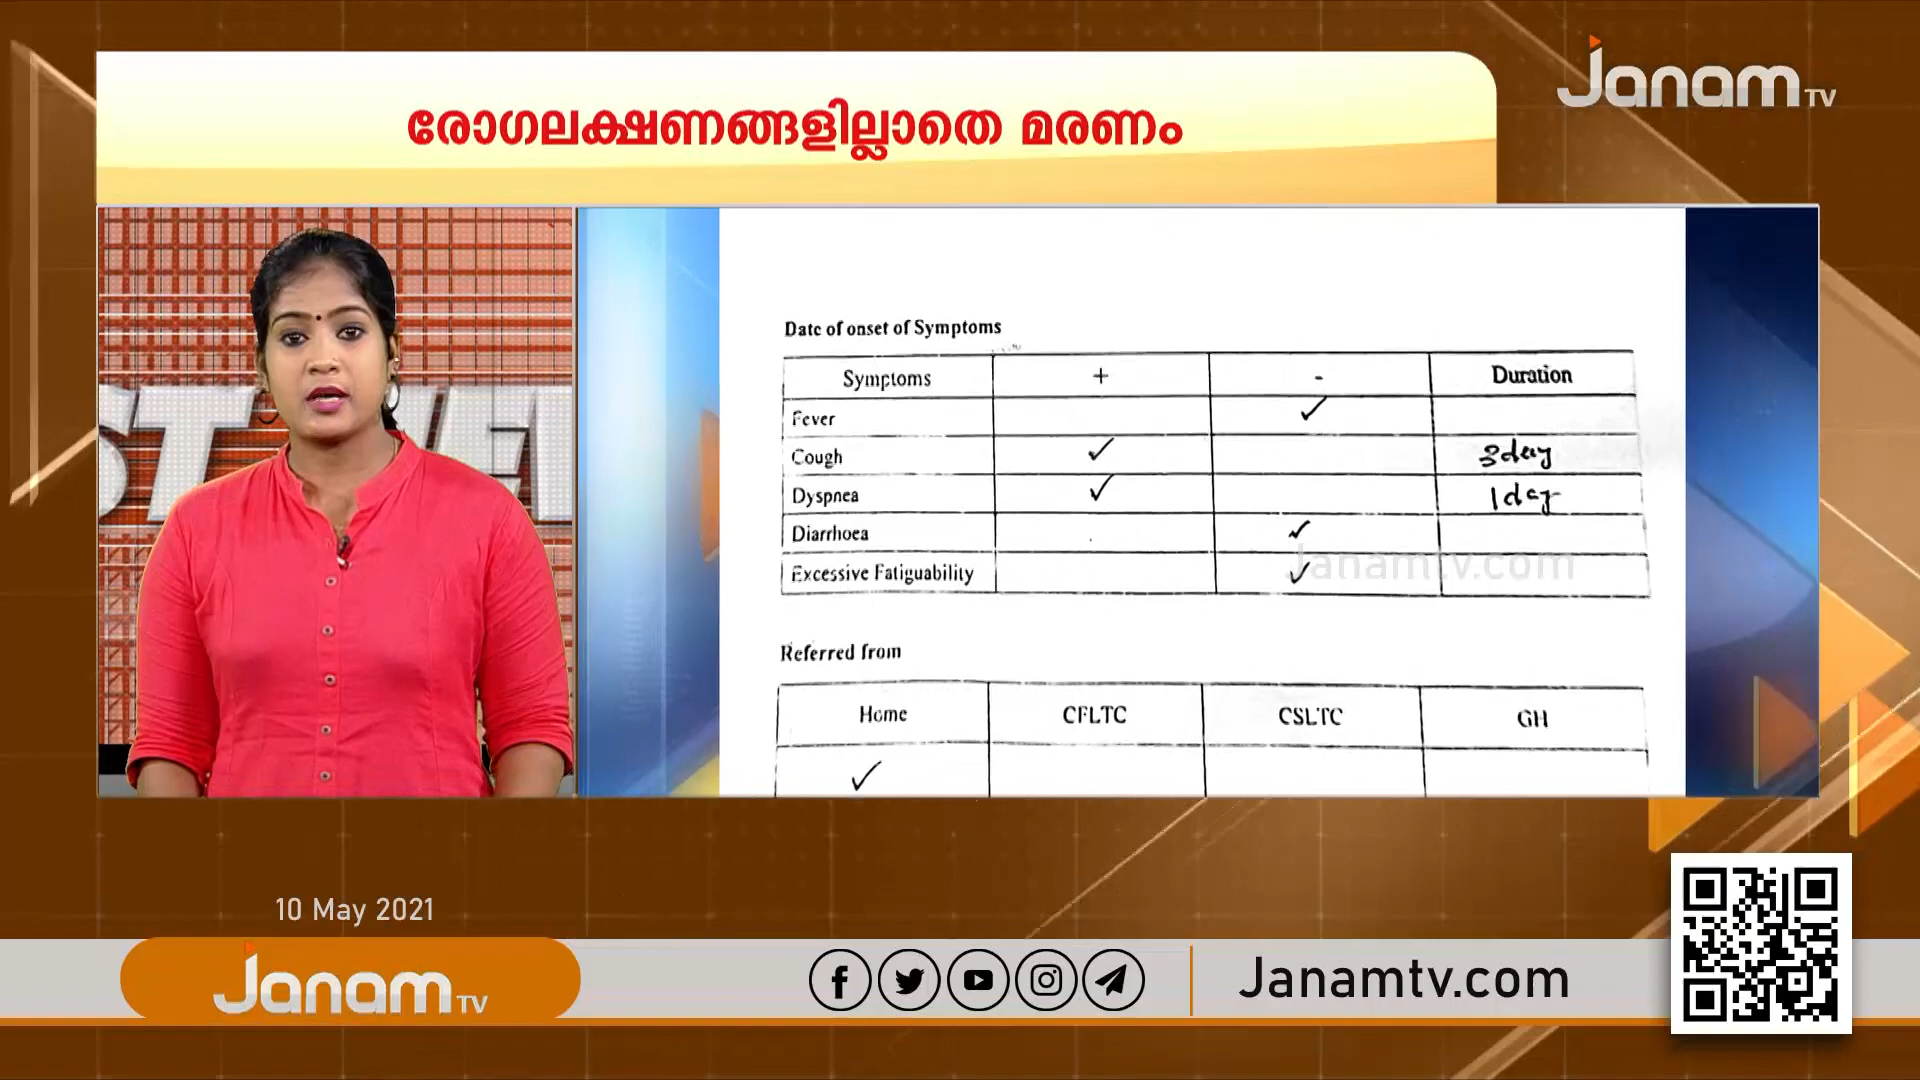 Janam TV
രോഗലക്ഷണങ്ങളില്ലാതെ മരണം
Date of onset of Symptoms
Symptoms + - Duration
Fever ✓
Cough ✓ 3day
Dyspnea ✓ 1day
Diarrhoea ✓
Excessive Fatiguability ✓
Janamtv.com
Referred from
Home CFLTC CSLTC GH
✓
10 May 2021
Janam TV
Janamtv.com